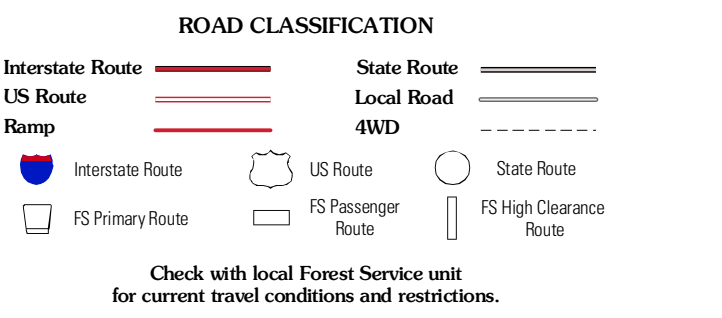 ROAD CLASSIFICATION
Interstate Route
State Route
US Route
Local Road
Ramp
4WD
Interstate Route
US Route
State Route
FS Primary Route
FS Passenger
Route
FS High Clearance
Route
Check with local Forest Service unit
for current travel conditions and restrictions.